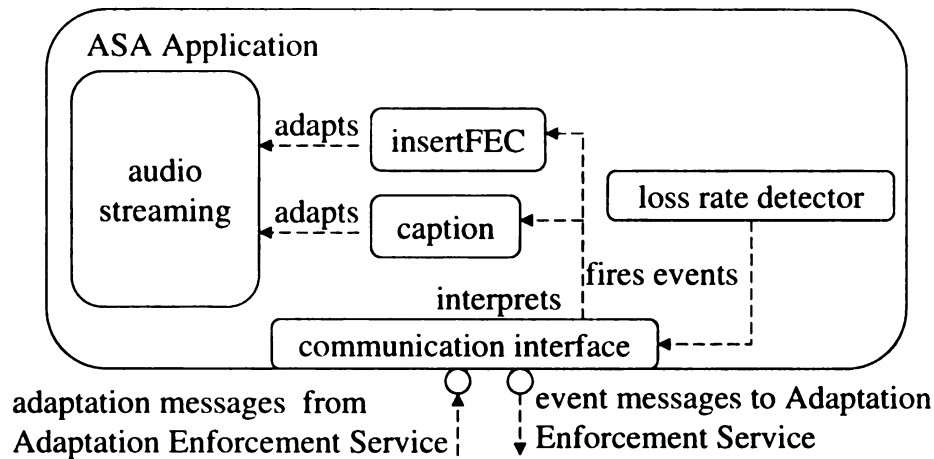 ASA Application
audio
streaming
adapts
insertFEC
adapts
caption
loss rate detector
fires events
interprets
communication interface
adaptation messages from
Adaptation Enforcement Service
event messages to Adaptation
Enforcement Service